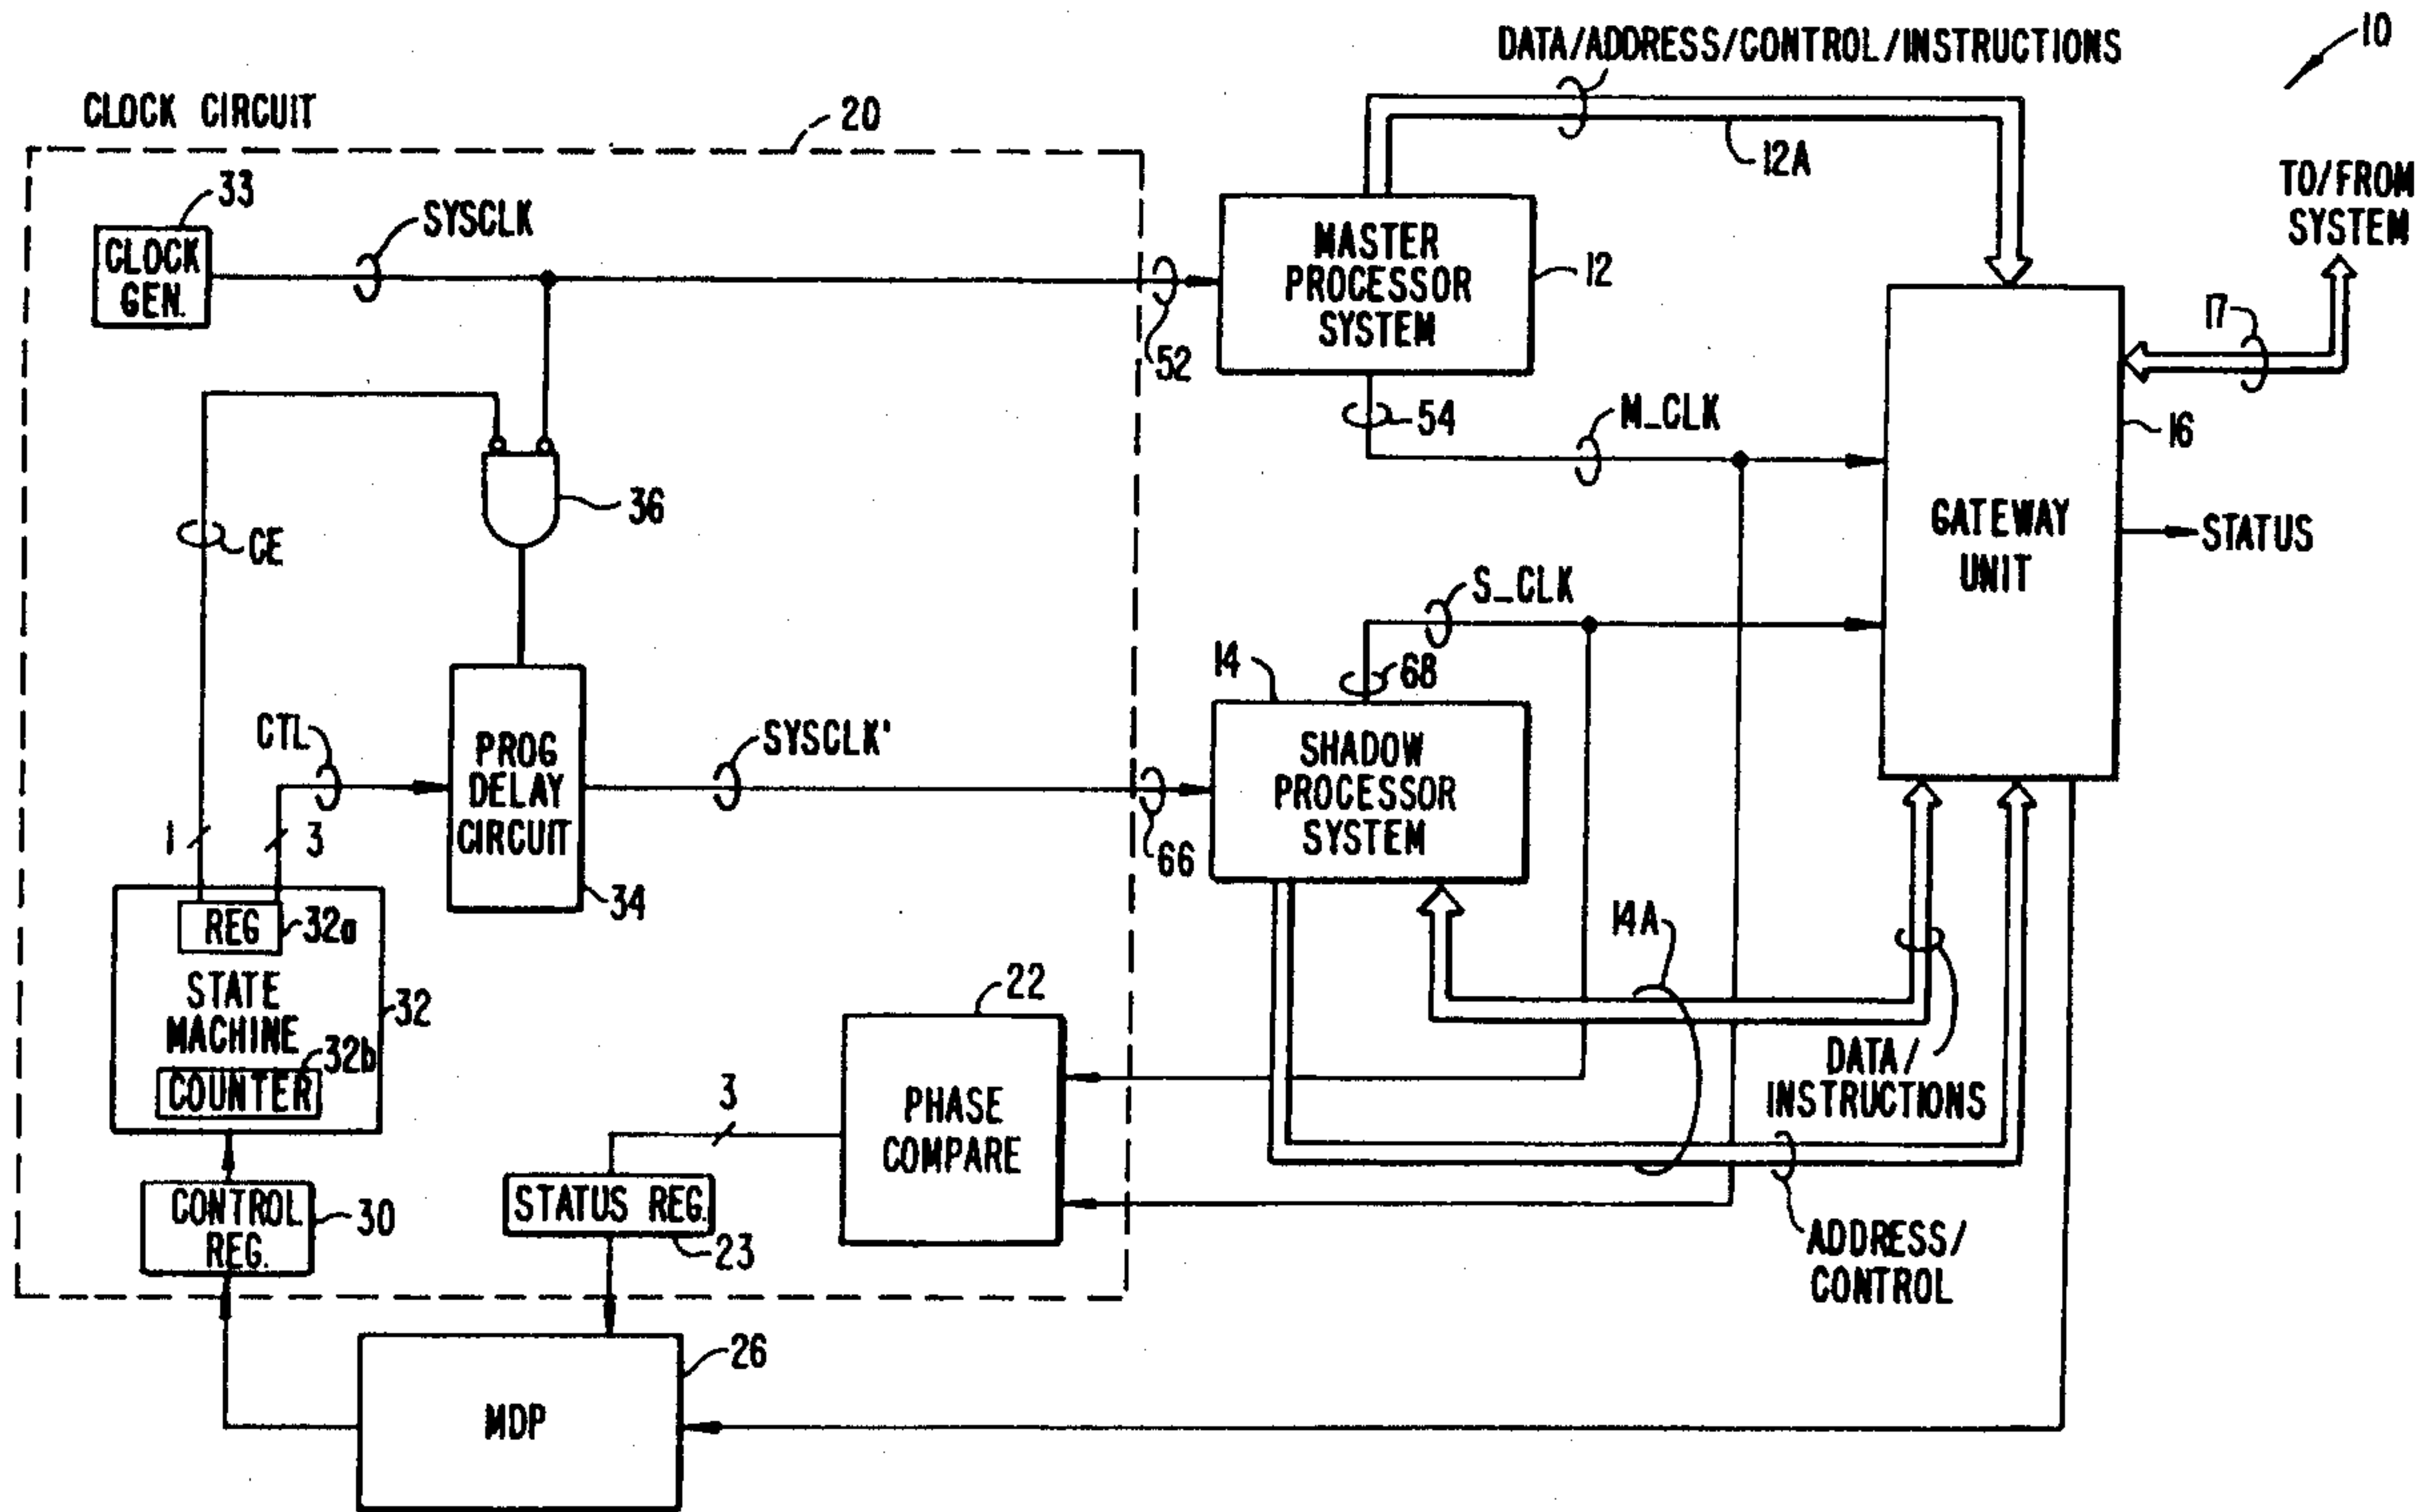 DATA/ADDRESS/CONTROL/INSTRUCTIONS
10
CLOCK CIRCUIT
20
12A
TO/FROM
SYSTEM
33
SYSCLK
CLOCK
GEN.
MASTER
PROCESSOR
SYSTEM
12
52
17
54
M_CLK
16
36
CE
GATEWAY
UNIT
STATUS
S_CLK
14
68
CTL
PROG
DELAY
CIRCUIT
SYSCLK'
SHADOW
PROCESSOR
SYSTEM
1
3
66
34
REG
32a
14A
STATE
MACHINE
32
22
32b
COUNTER
DATA/
INSTRUCTIONS
3
PHASE
COMPARE
CONTROL
REG.
30
STATUS REG.
23
ADDRESS/
CONTROL
26
MDP